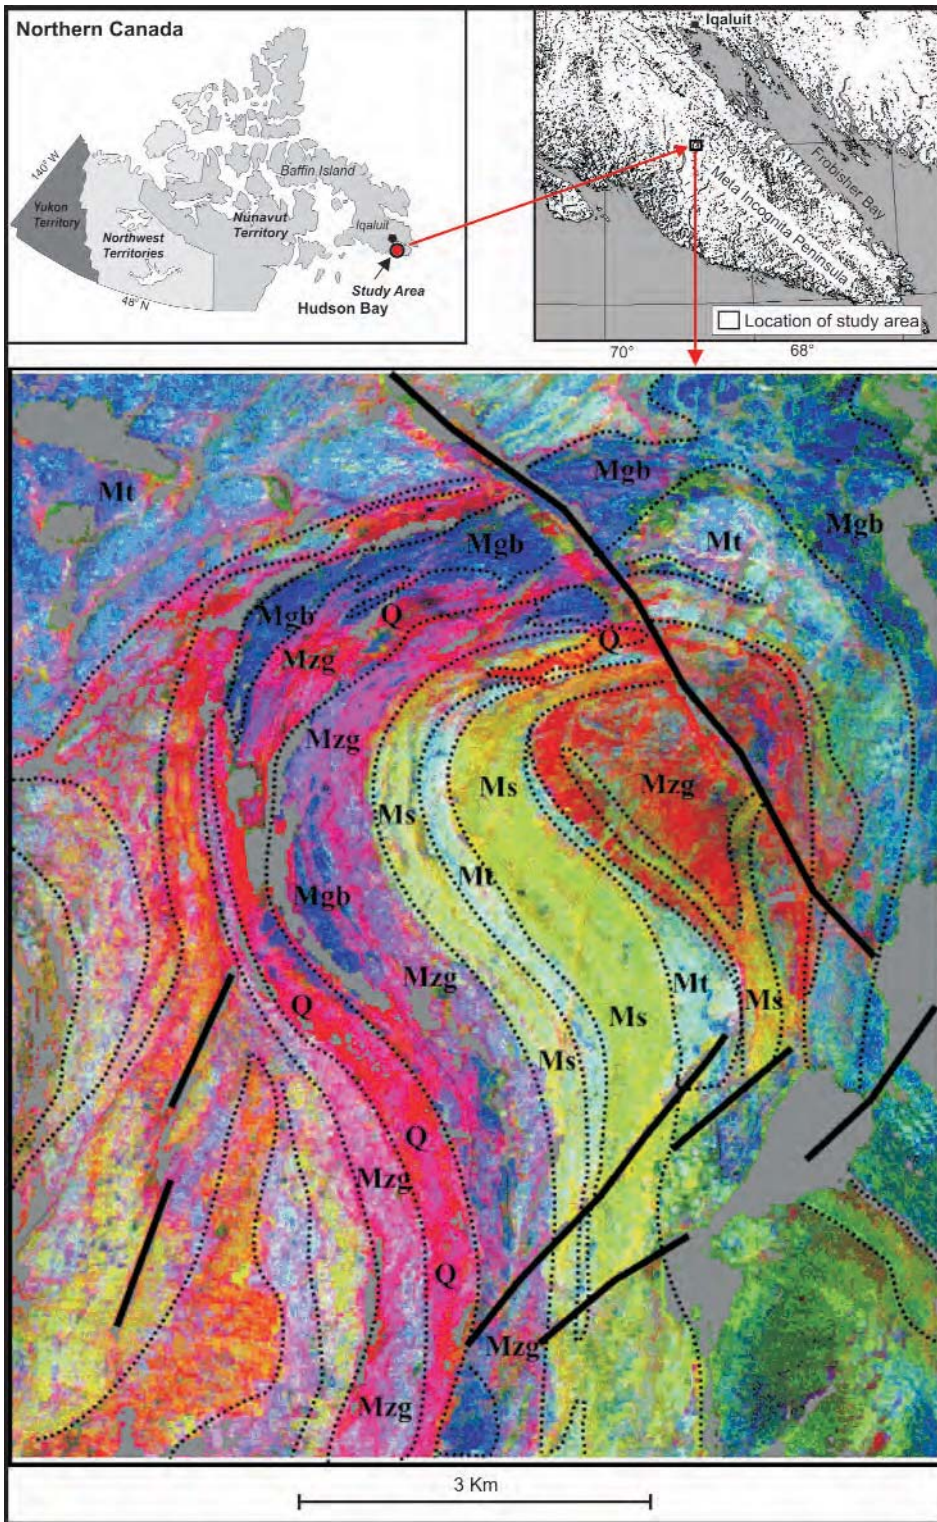 Northern Canada
140° W
Yukon
Territory
Northwest
Territories
Nunavut
Territory
48° N
Baffin Island
Iqaluit
Study Area
Hudson Bay
Iqaluit
Frobisher Bay
Meta Incognita Peninsula
Location of study area
70°
68°
Mt
Mgb
Mgb
Mgb
Mt
Mgb
Q
Mzg
Q
Mzg
Ms
Ms
Mzg
Mt
Mgb
Mzg
Mt
Q
Ms
Ms
Ms
Q
Mzg
Q
Mzg
Mzg
3 Km